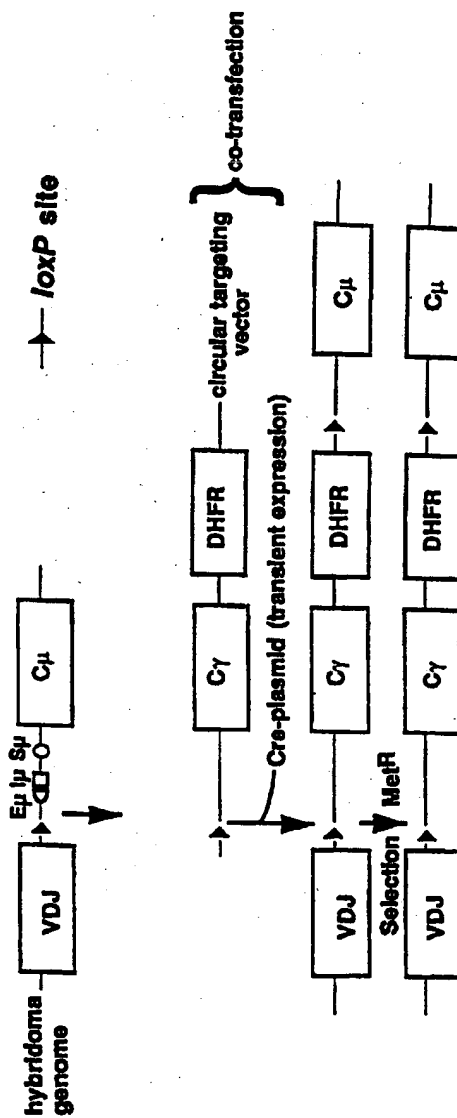 hybridoma
genome
VDJ
Eμ Iμ Sμ
Cμ
loxP site
Cγ
DHFR
circular targeting
vector
co-transfection
Cre-plasmid (transient expression)
VDJ
Cγ
DHFR
Cμ
Selection MetR
VDJ
Cγ
DHFR
Cμ